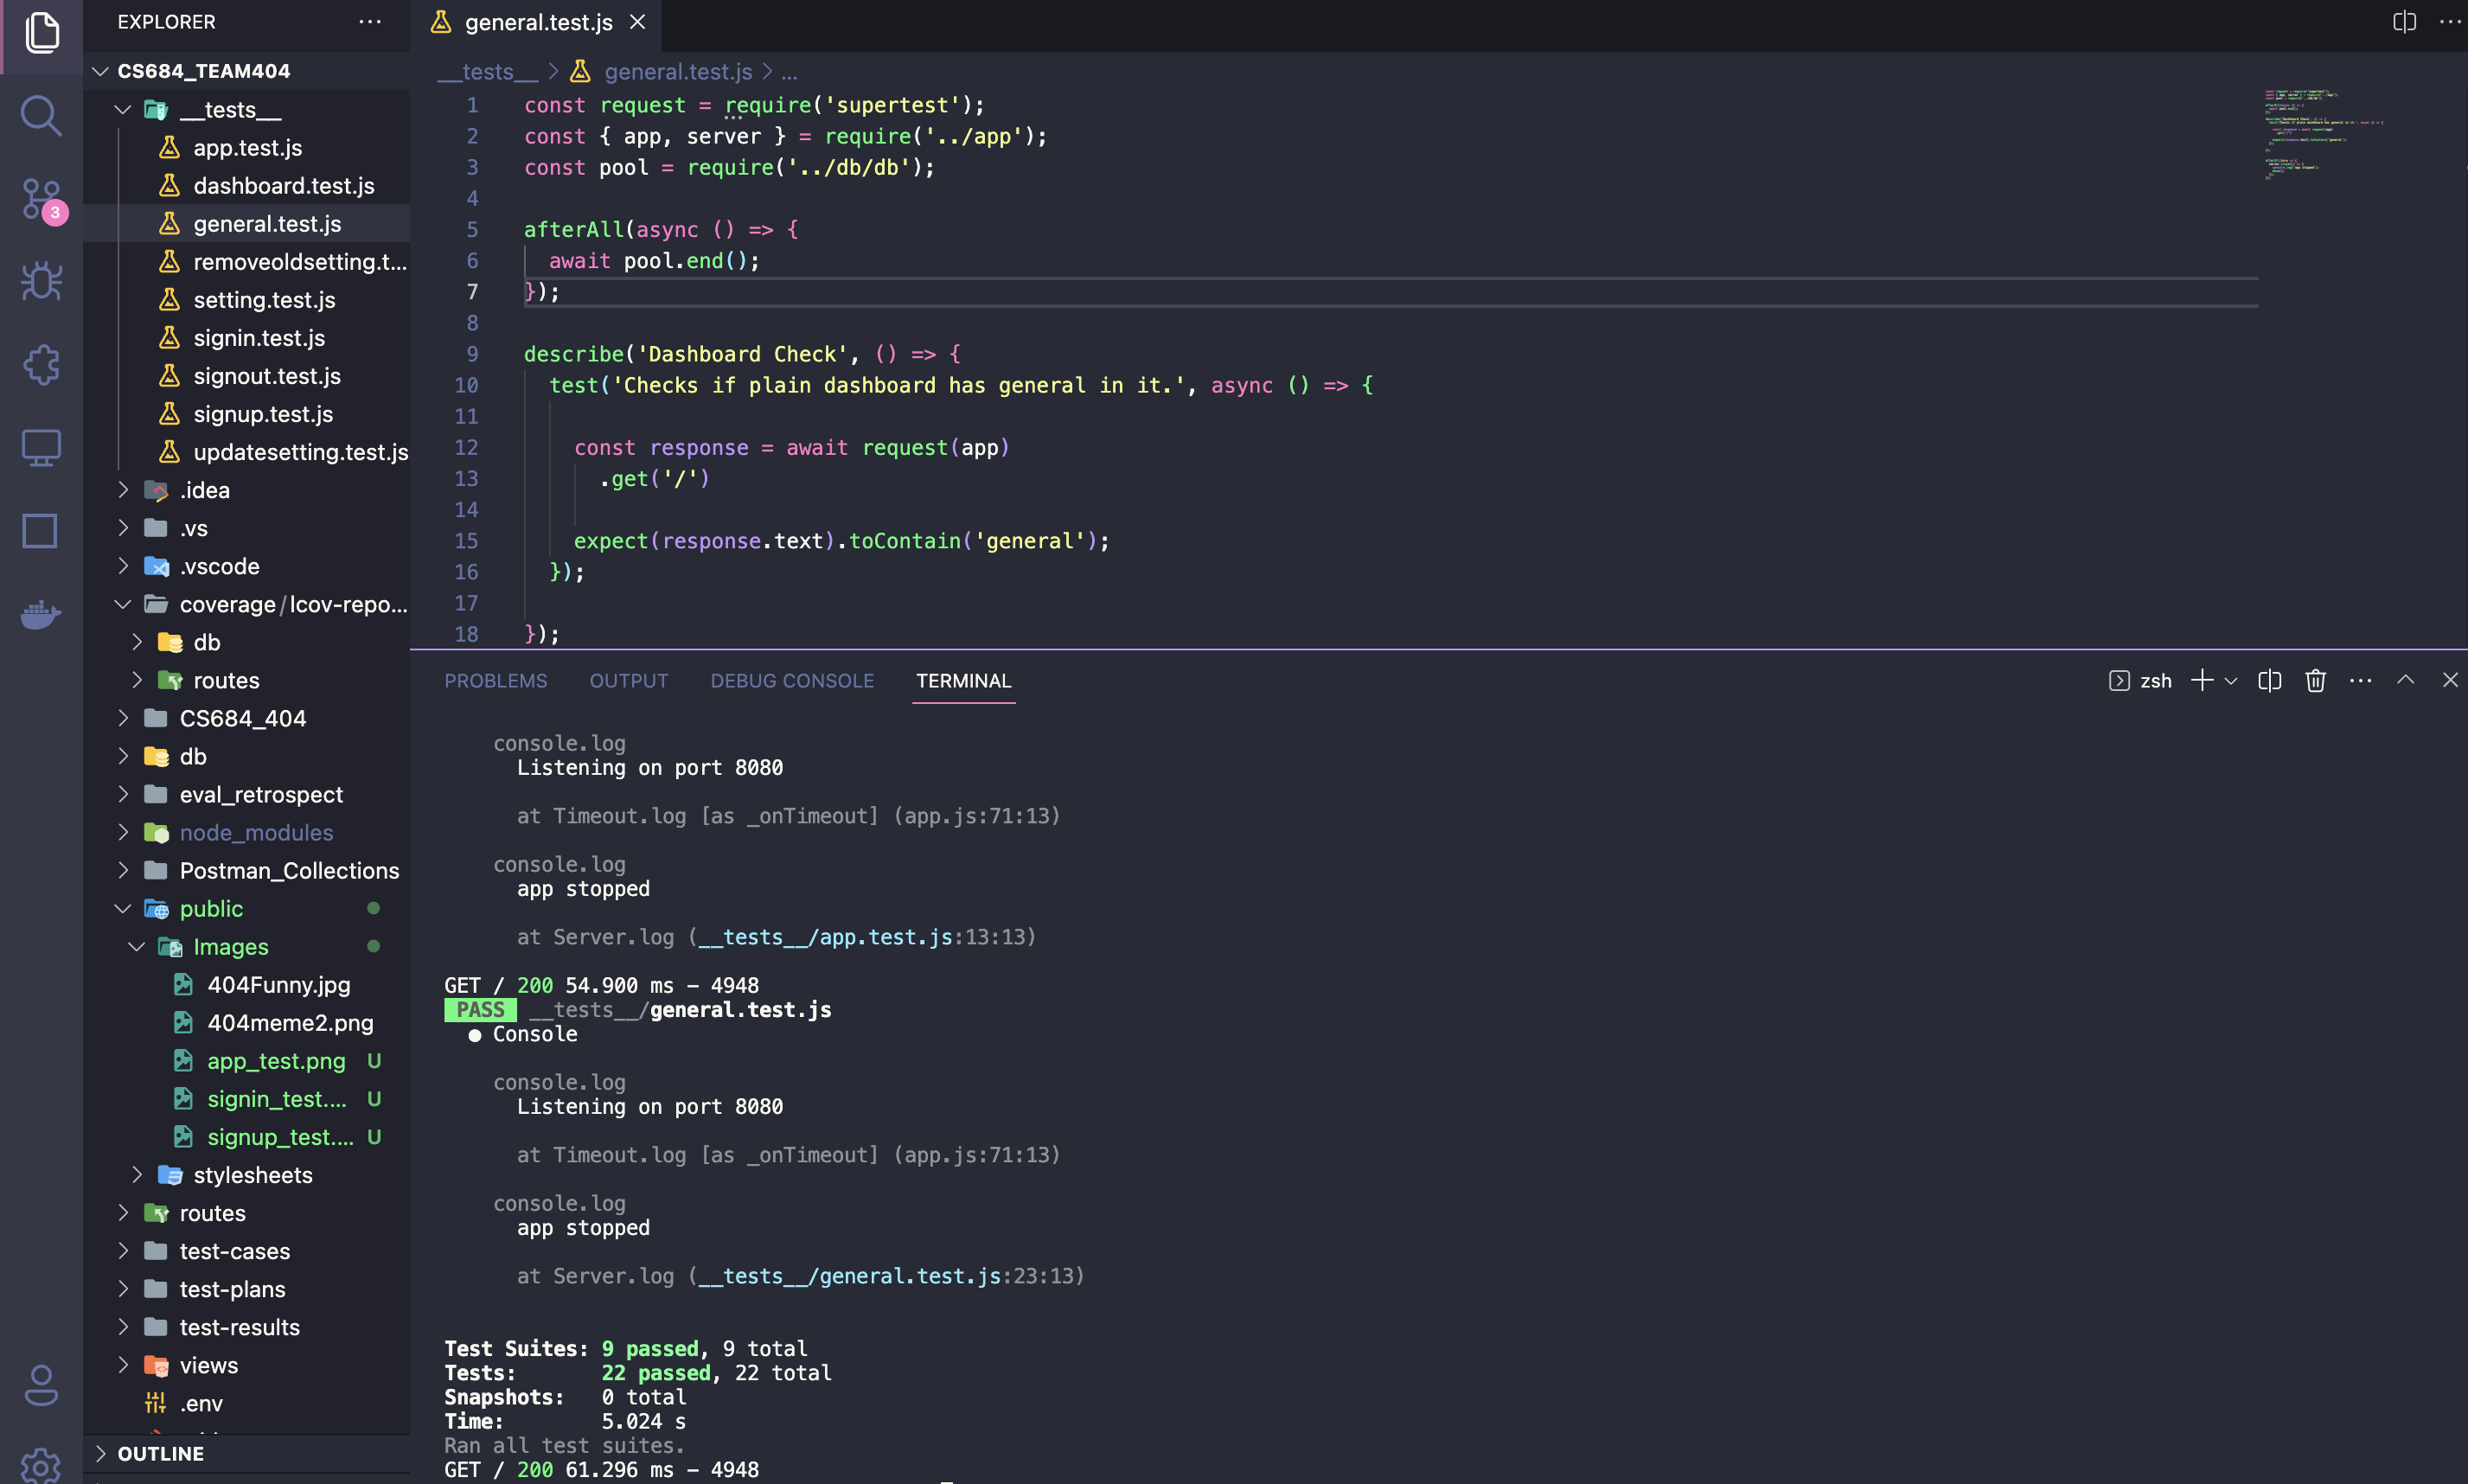 EXPLORER
CS684_TEAM404
__tests__
app.test.js
dashboard.test.js
general.test.js
removeoldsetting.t...
setting.test.js
signin.test.js
signout.test.js
signup.test.js
updatesetting.test.js
.idea
.vs
.vscode
coverage/lcov-repo...
db
routes
CS684_404
db
eval_retrospect
node_modules
Postman_Collections
public
Images
404Funny.jpg
404meme2.png
app_test.png U
signin_test.... U
signup_test.... U
stylesheets
routes
test-cases
test-plans
test-results
views
.env
OUTLINE
3
general.test.js
__tests__ > general.test.js > ...
1 const request = require('supertest');
2 const { app, server } = require('../app');
3 const pool = require('../db/db');
4
5 afterAll(async () => {
6 await pool.end();
7 });
8
9 describe('Dashboard Check', () => {
10 test('Checks if plain dashboard has general in it.', async () => {
11
12 const response = await request(app)
13 .get('/')
14
15 expect(response.text).toContain('general');
16 });
17
18 });
PROBLEMS OUTPUT DEBUG CONSOLE TERMINAL zsh
console.log
Listening on port 8080
at Timeout.log [as _onTimeout] (app.js:71:13)
console.log
app stopped
at Server.log (__tests__/app.test.js:13:13)
GET / 200 54.900 ms - 4948
PASS __tests__/general.test.js
● Console
console.log
Listening on port 8080
at Timeout.log [as _onTimeout] (app.js:71:13)
console.log
app stopped
at Server.log (__tests__/general.test.js:23:13)
Test Suites: 9 passed, 9 total
Tests: 22 passed, 22 total
Snapshots: 0 total
Time: 5.024 s
Ran all test suites.
GET / 200 61.296 ms - 4948